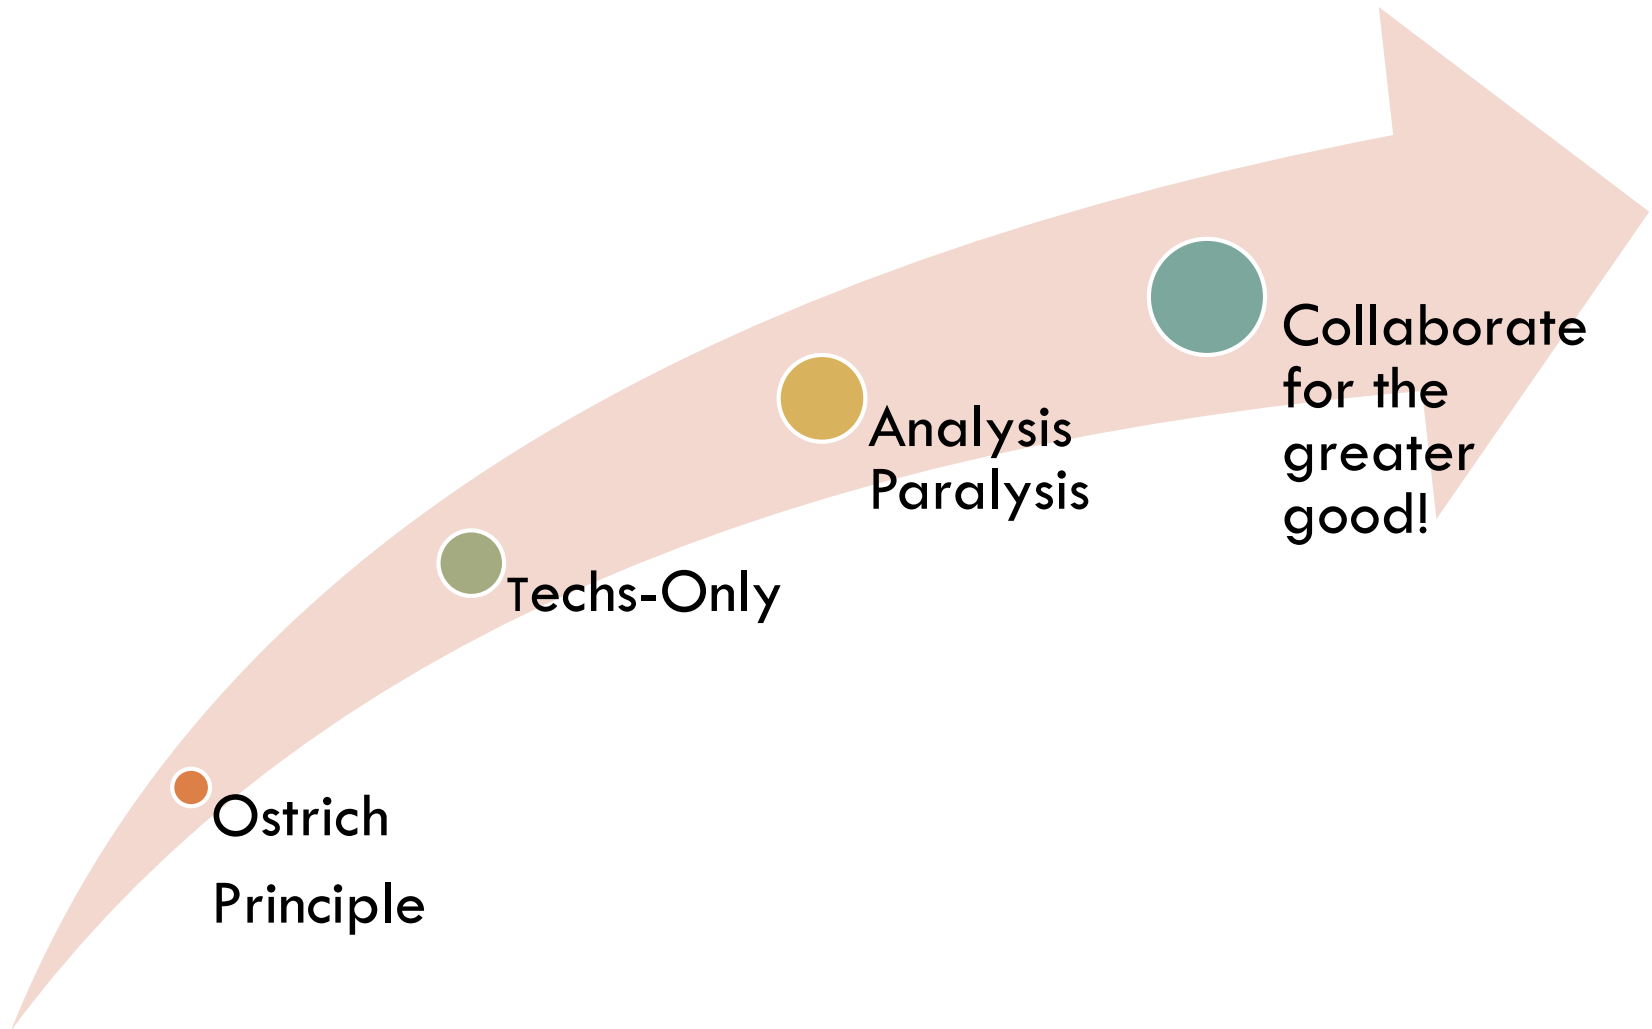 Ostrich
Principle
Techs-Only
Analysis
Paralysis
Collaborate
for the
greater
good!